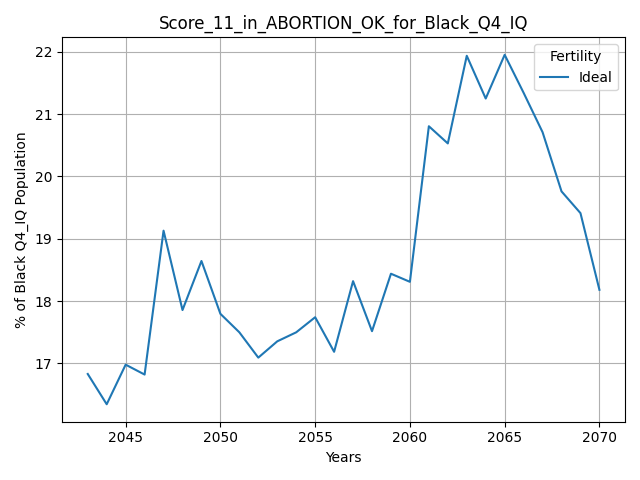 Score_11_in_ABORTION_OK_for_Black_Q4_IQ
Fertility
Ideal
% of Black Q4_IQ Population
22
21
20
19
18
17
2045
2050
2055
2060
2065
2070
Years